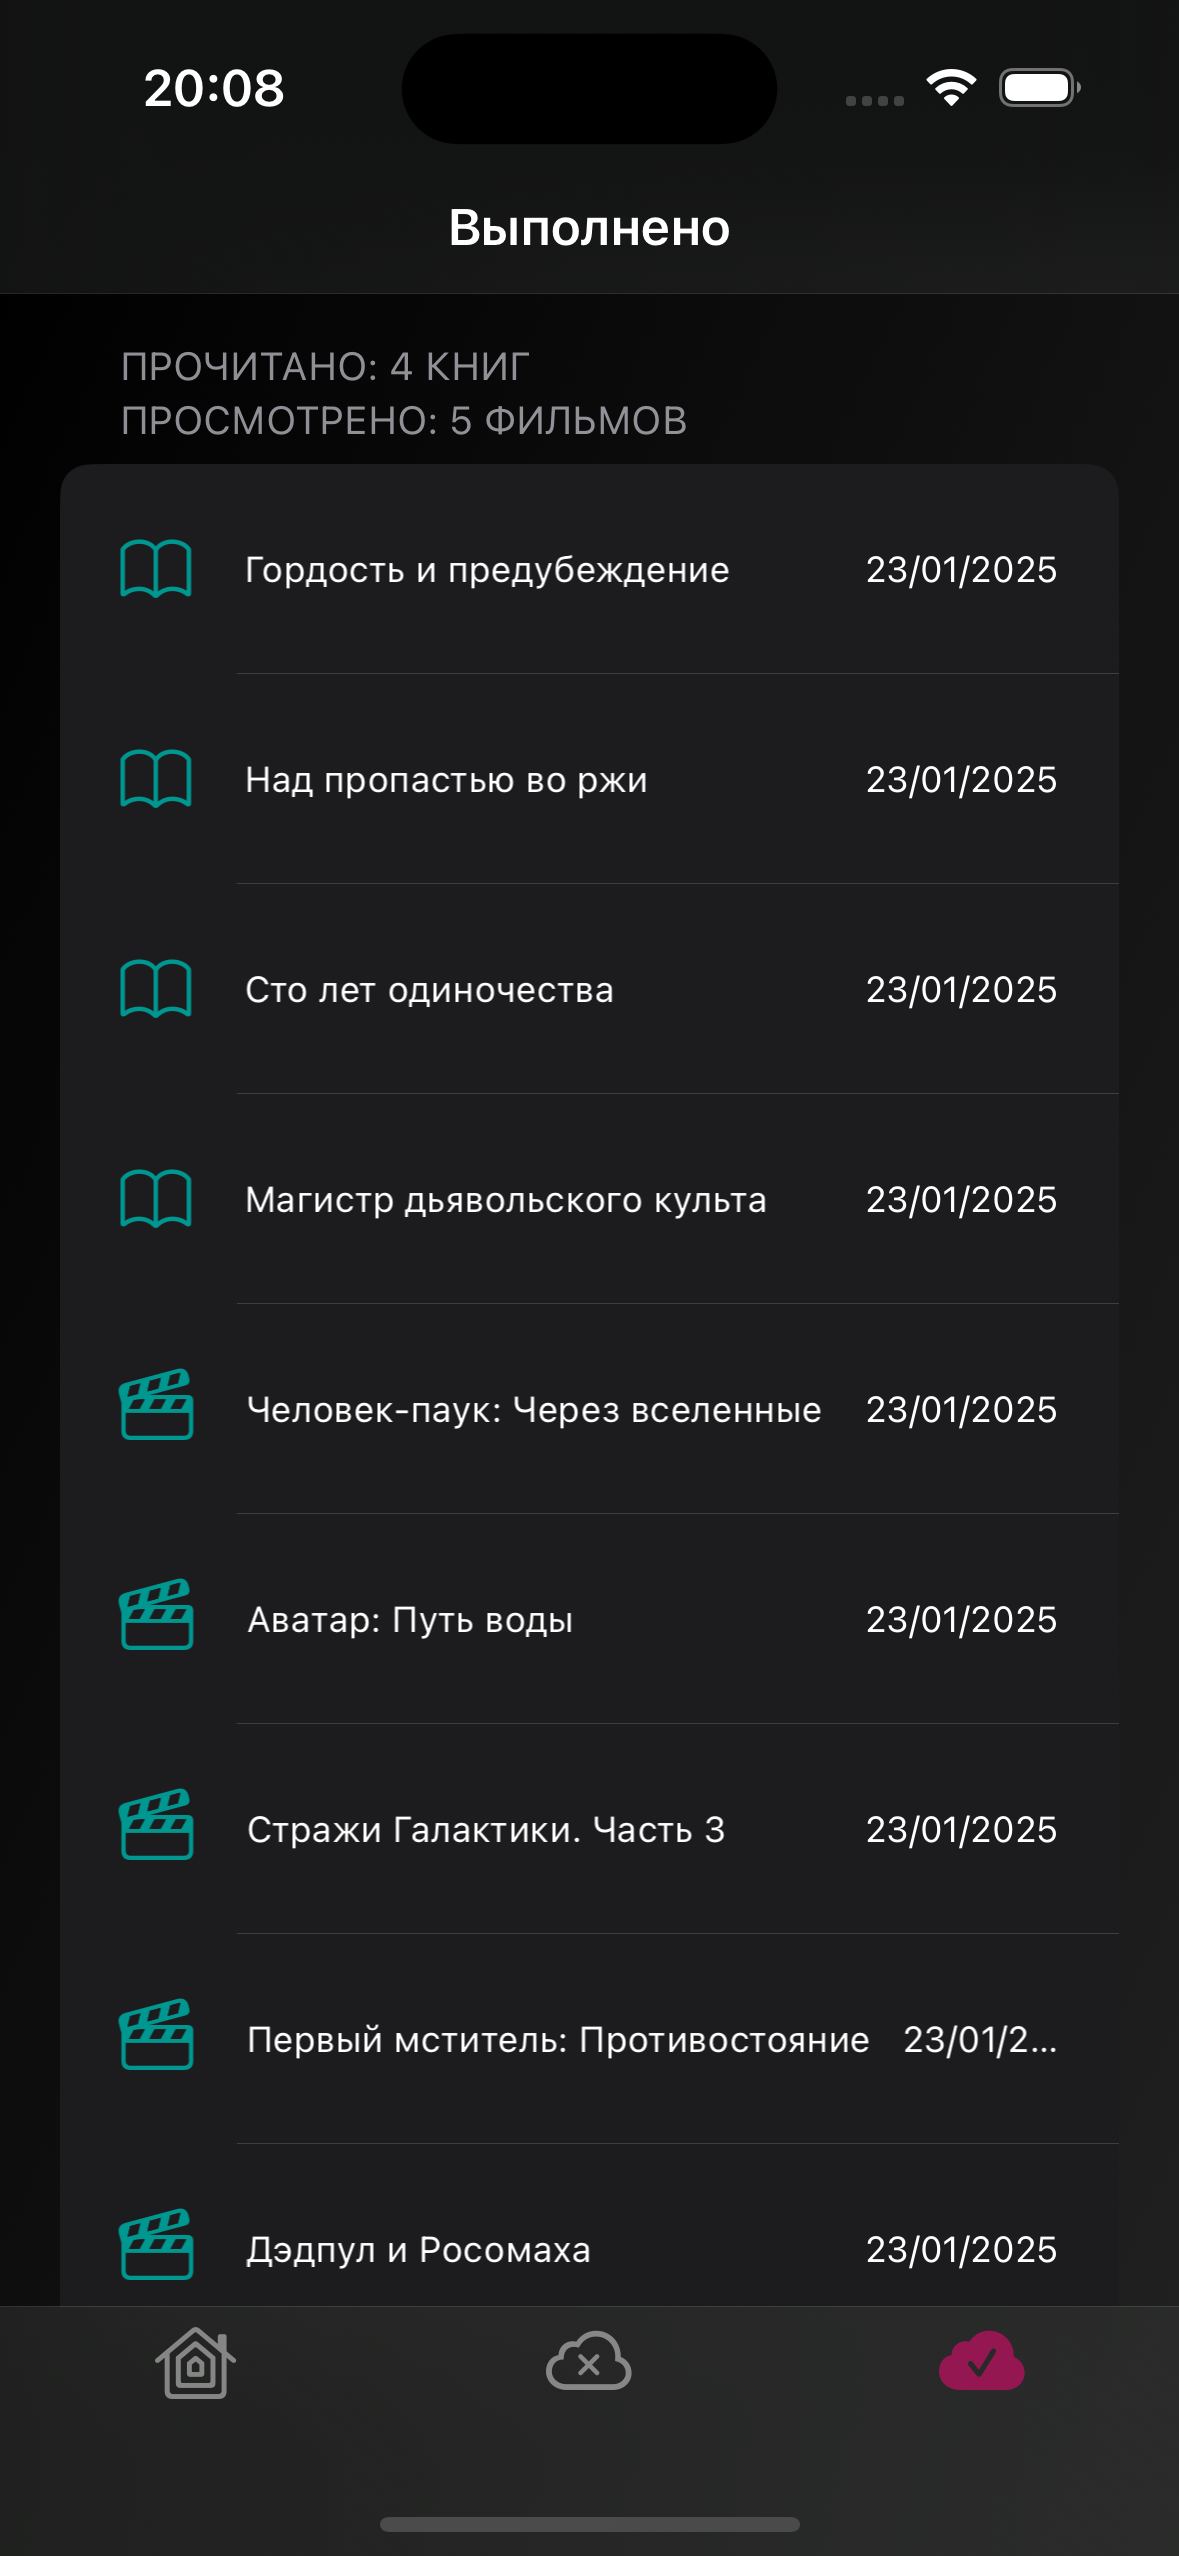 20:08
Выполнено
ПРОЧИТАНО: 4 КНИГ
ПРОСМОТРЕНО: 5 ФИЛЬМОВ
Гордость и предубеждение 23/01/2025
Над пропастью во ржи 23/01/2025
Сто лет одиночества 23/01/2025
Магистр дьявольского культа 23/01/2025
Человек-паук: Через вселенные 23/01/2025
Аватар: Путь воды 23/01/2025
Стражи Галактики. Часть 3 23/01/2025
Первый мститель: Противостояние 23/01/2...
Дэдпул и Росомаха 23/01/2025